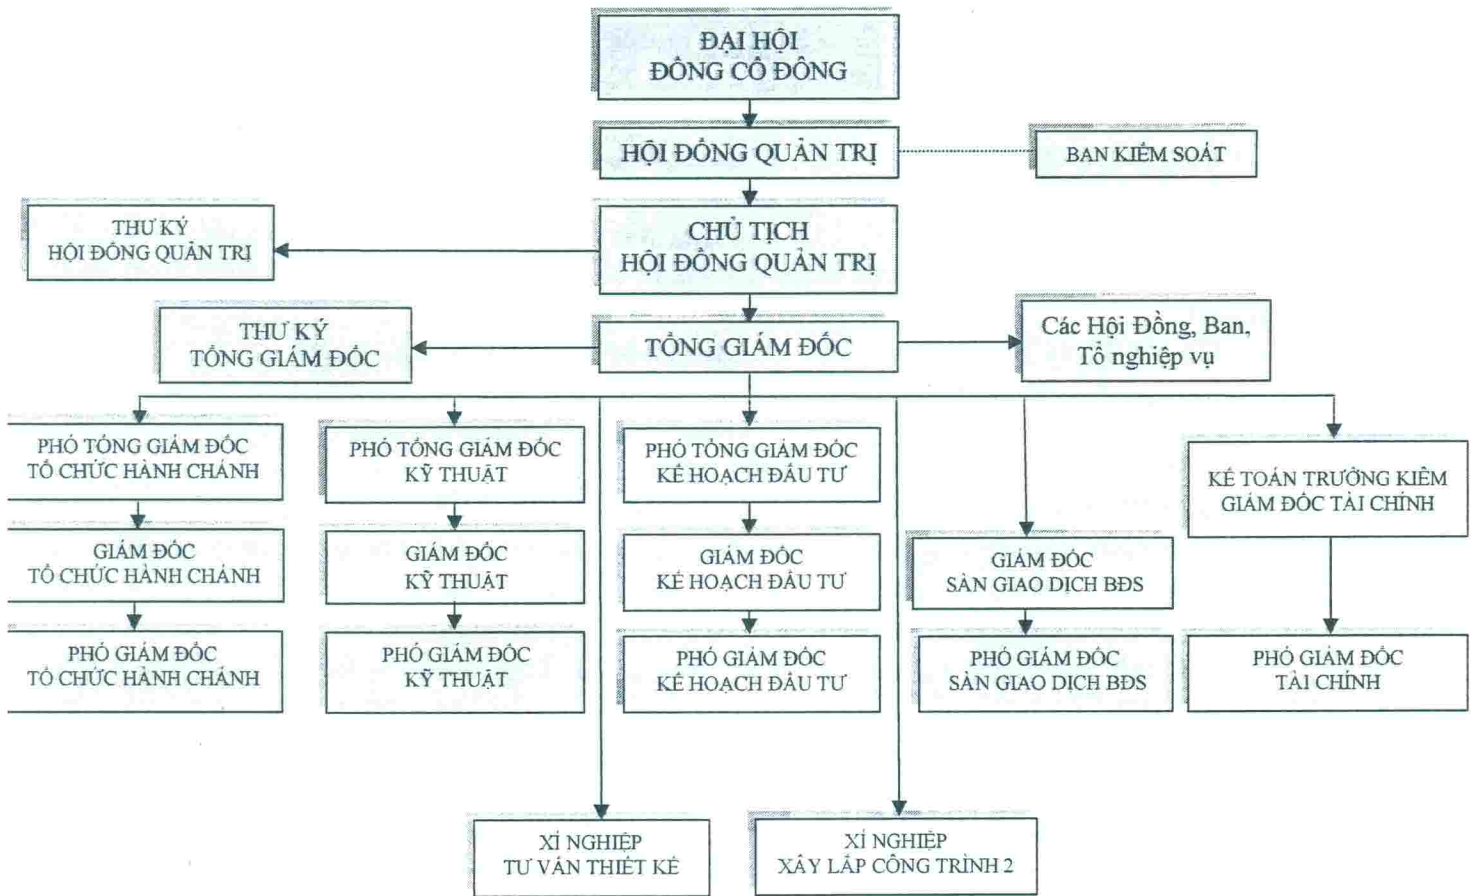 ĐẠI HỘI
ĐỒNG CỔ ĐÔNG
HỘI ĐỒNG QUẢN TRỊ
BAN KIỂM SOÁT
THƯ KÝ
HỘI ĐỒNG QUẢN TRỊ
CHỦ TỊCH
HỘI ĐỒNG QUẢN TRỊ
THƯ KÝ
TỔNG GIÁM ĐỐC
TỔNG GIÁM ĐỐC
Các Hội Đồng, Ban,
Tổ nghiệp vụ
PHÓ TỔNG GIÁM ĐỐC
TỔ CHỨC HÀNH CHÁNH
PHÓ TỔNG GIÁM ĐỐC
KỸ THUẬT
PHÓ TỔNG GIÁM ĐỐC
KẾ HOẠCH ĐẦU TƯ
KẾ TOÁN TRƯỞNG KIÊM
GIÁM ĐỐC TÀI CHÍNH
GIÁM ĐỐC
TỔ CHỨC HÀNH CHÁNH
GIÁM ĐỐC
KỸ THUẬT
GIÁM ĐỐC
KẾ HOẠCH ĐẦU TƯ
GIÁM ĐỐC
SÀN GIAO DỊCH BĐS
PHÓ GIÁM ĐỐC
TỔ CHỨC HÀNH CHÁNH
PHÓ GIÁM ĐỐC
KỸ THUẬT
PHÓ GIÁM ĐỐC
KẾ HOẠCH ĐẦU TƯ
PHÓ GIÁM ĐỐC
SÀN GIAO DỊCH BĐS
PHÓ GIÁM ĐỐC
TÀI CHÍNH
XÍ NGHIỆP
TƯ VẤN THIẾT KẾ
XÍ NGHIỆP
XÂY LẮP CÔNG TRÌNH 2